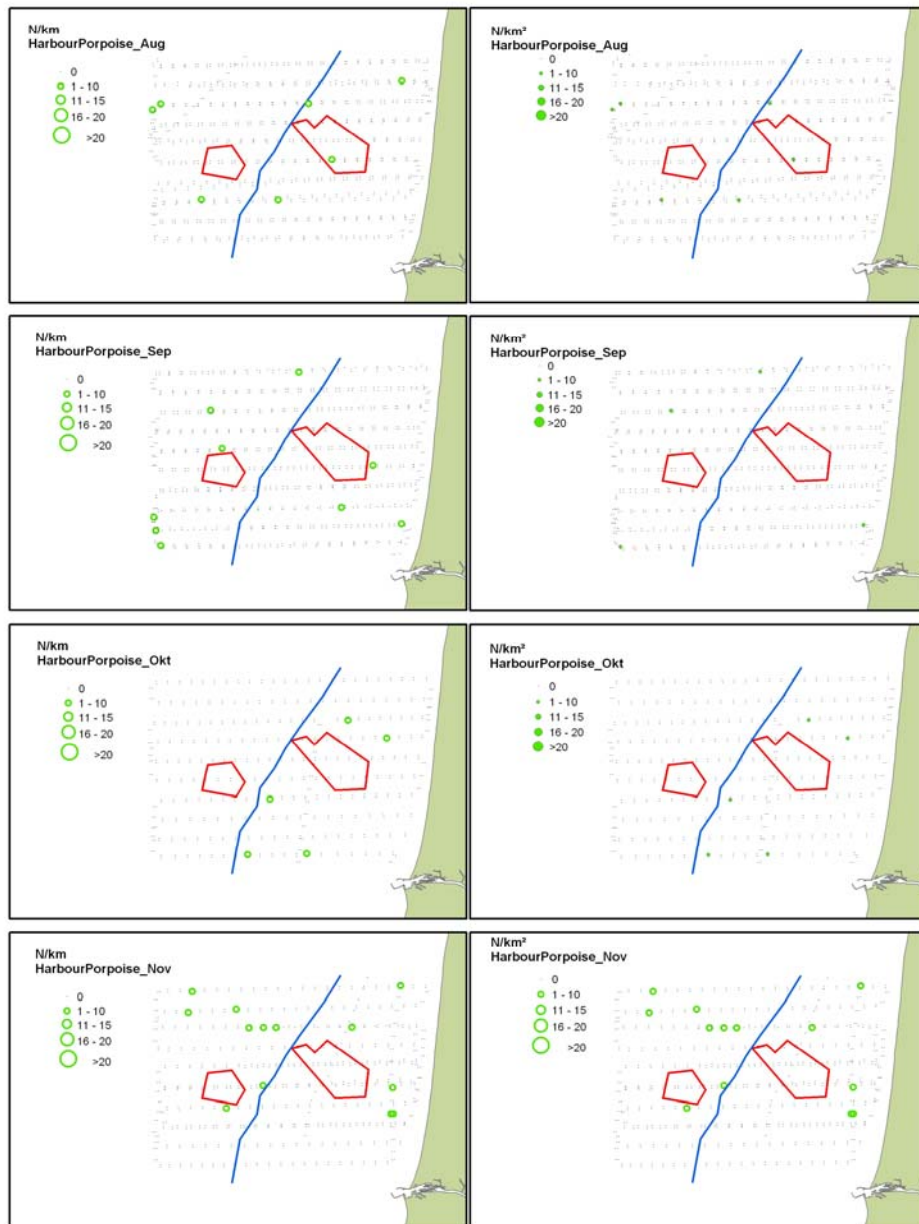 N/km
HarbourPorpoise_Aug
0
1 - 10
11 - 15
16 - 20
>20
N/km²
HarbourPorpoise_Aug
0
1 - 10
11 - 15
16 - 20
>20
N/km
HarbourPorpoise_Sep
0
1 - 10
11 - 15
16 - 20
>20
N/km²
HarbourPorpoise_Sep
0
1 - 10
11 - 15
16 - 20
>20
N/km
HarbourPorpoise_Okt
0
1 - 10
11 - 15
16 - 20
>20
N/km²
HarbourPorpoise_Okt
0
1 - 10
11 - 15
16 - 20
>20
N/km
HarbourPorpoise_Nov
0
1 - 10
11 - 15
16 - 20
>20
N/km²
HarbourPorpoise_Nov
0
1 - 10
11 - 15
16 - 20
>20